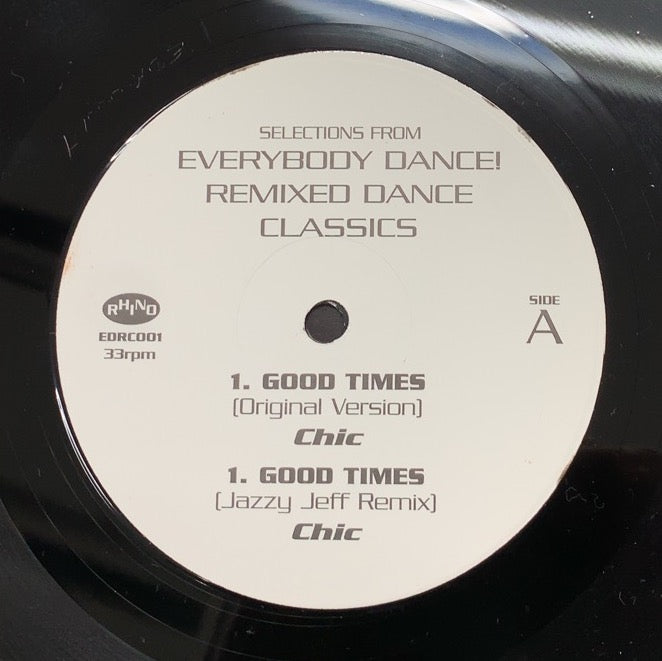 SELECTIONS FROM
EVERYBODY DANCE!
REMIXED DANCE
CLASSICS
RHINO
EDRC001
33rpm
SIDE
A
1. GOOD TIMES
(Original Version)
Chic
1. GOOD TIMES
(Jazzy Jeff Remix)
Chic